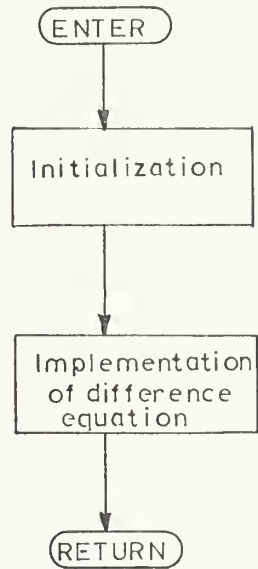 ENTER
Initialization
Implementation
of difference
equation
RETURN